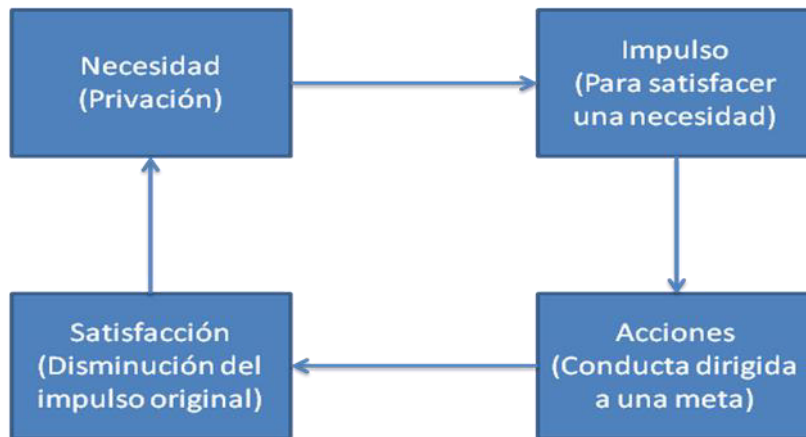 Necesidad
(Privación)
Impulso
(Para satisfacer
una necesidad)
Acciones
(Conducta dirigida
a una meta)
Satisfacción
(Disminución del
impulso original)